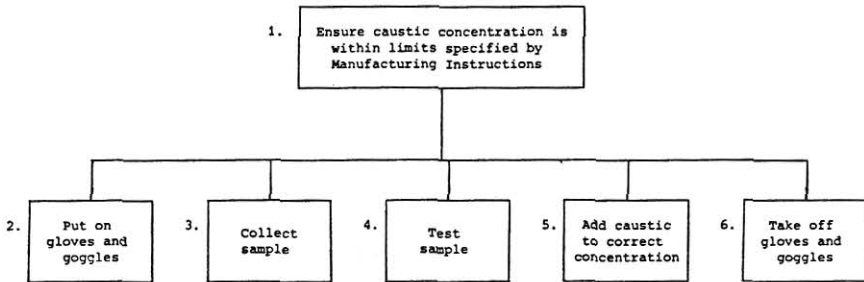 1. Ensure caustic concentration is
within limits specified by
Manufacturing Instructions
2. Put on
gloves and
goggles
3. Collect
sample
4. Test
sample
5. Add caustic
to correct
concentration
6. Take off
gloves and
goggles